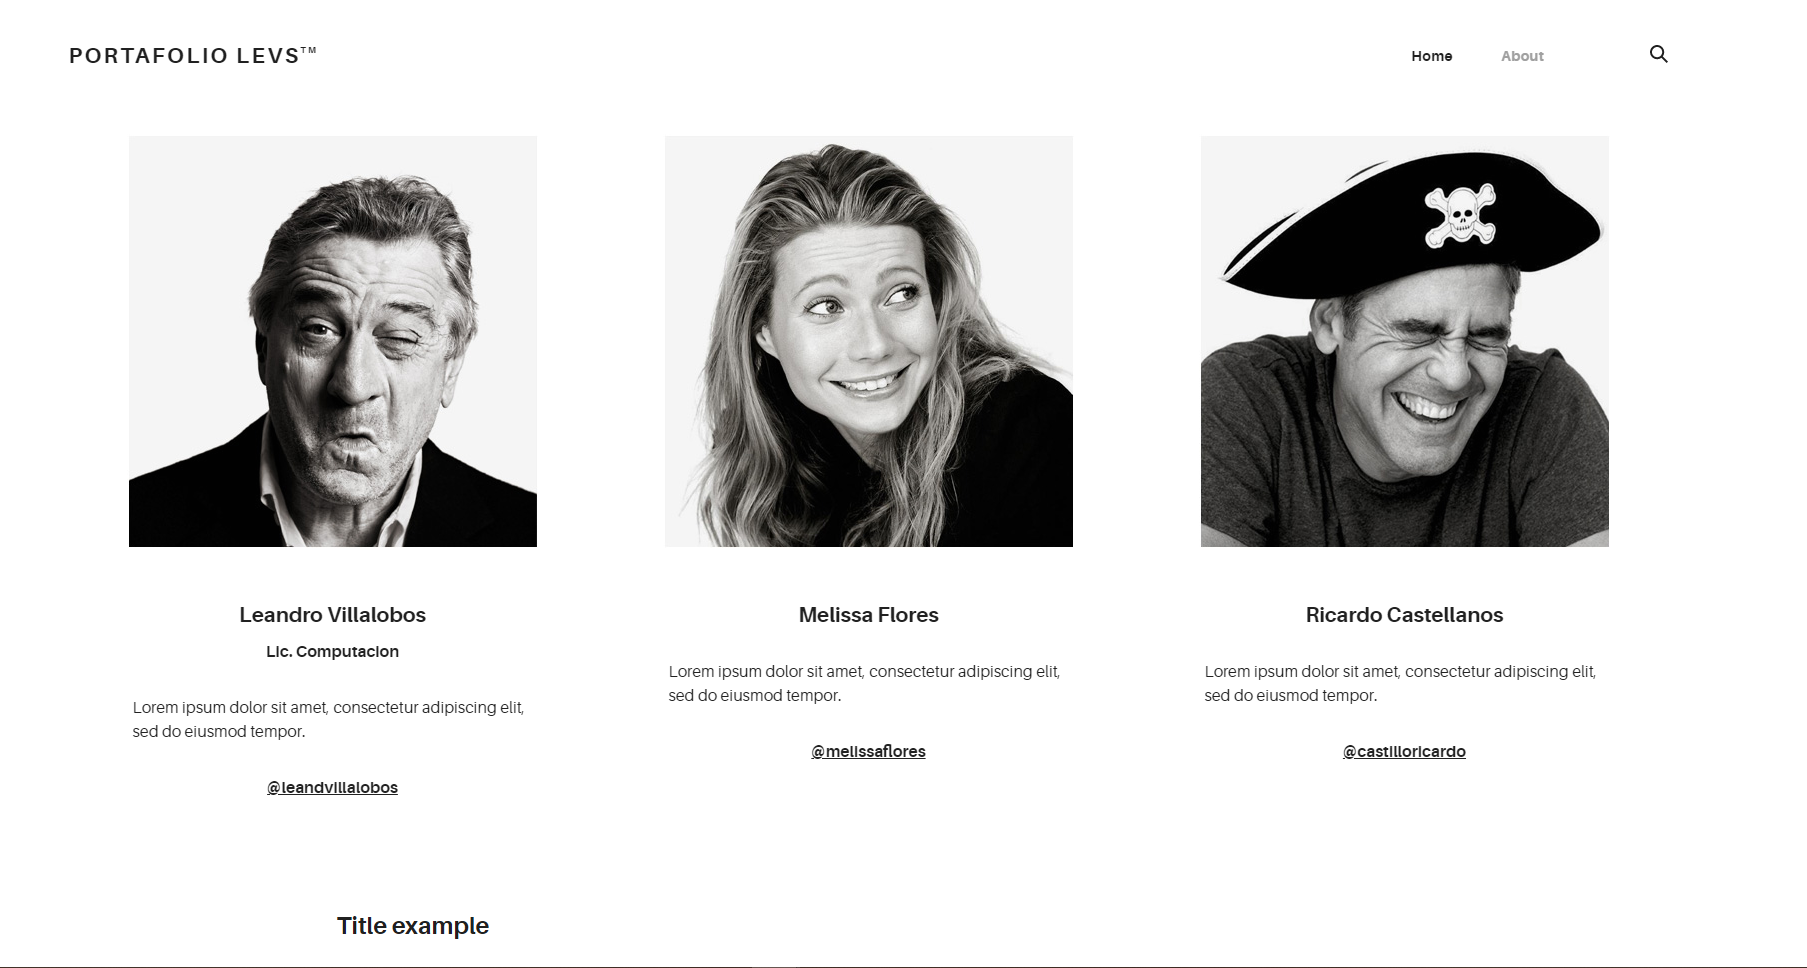 PORTAFOLIO LEVS™
Home
About
Leandro Villalobos
Lic. Computacion
Lorem ipsum dolor sit amet, consectetur adipiscing elit,
sed do eiusmod tempor.
@leandvillalobos
Melissa Flores
Lorem ipsum dolor sit amet, consectetur adipiscing elit,
sed do eiusmod tempor.
@melissaflores
Ricardo Castellanos
Lorem ipsum dolor sit amet, consectetur adipiscing elit,
sed do eiusmod tempor.
@castilloricardo
Title example